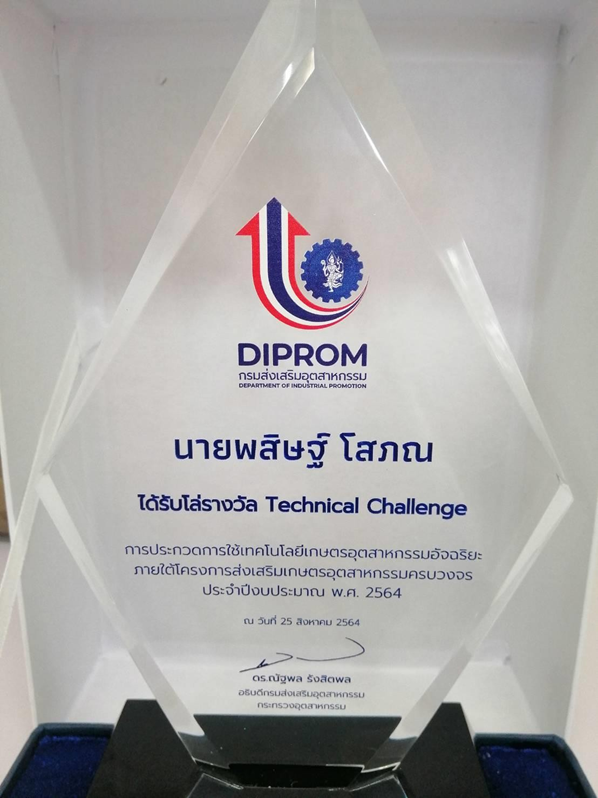 DIPROM
กรมส่งเสริมอุตสาหกรรม
DEPARTMENT OF INDUSTRIAL PROMOTION
นายพสิษฐ์ โสภณ
ได้รับโล่รางวัล Technical Challenge
การประกวดการใช้เทคโนโลยีเกษตรอุตสาหกรรมอัจฉริยะ
ภายใต้โครงการส่งเสริมเกษตรอุตสาหกรรมครบวงจร
ประจำปีงบประมาณ พ.ศ. 2564
ณ วันที่ 25 สิงหาคม 2564
ดร.ณัฐพล รังสิตพล
อธิบดีกรมส่งเสริมอุตสาหกรรม
กระทรวงอุตสาหกรรม